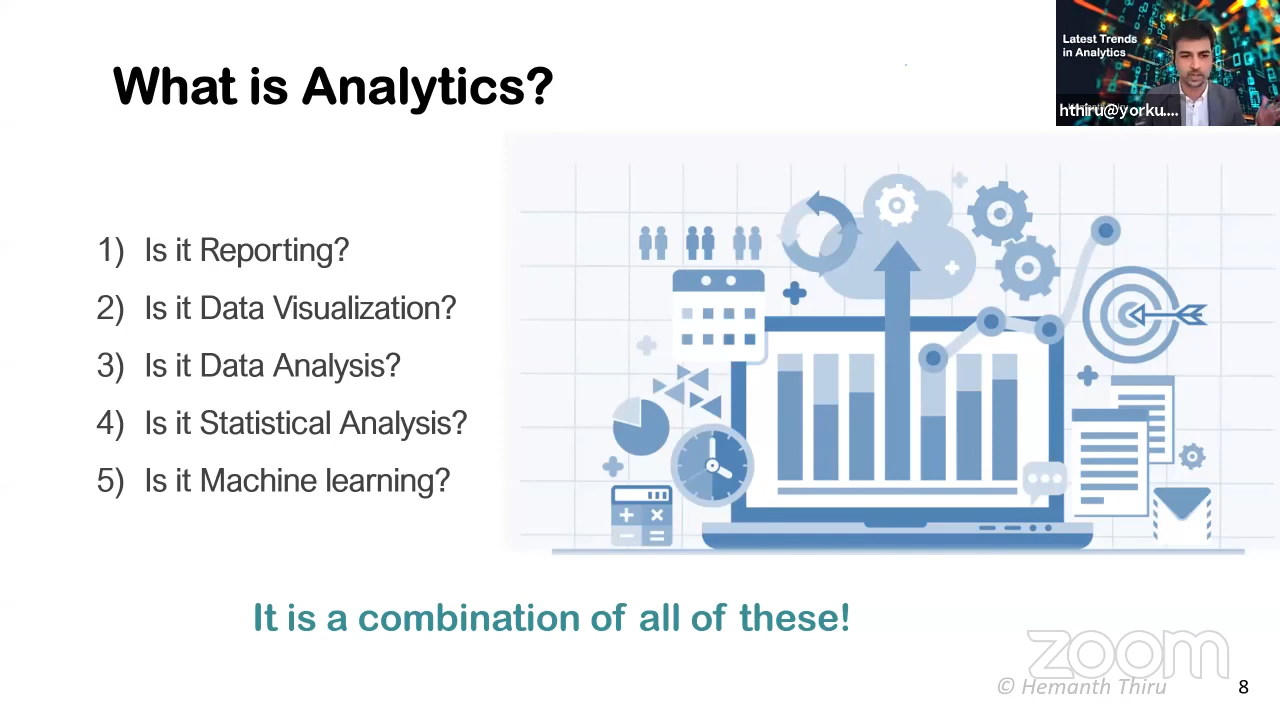 What is Analytics?
Latest Trends
in Analytics
hthiru@yorku....
1) Is it Reporting?
2) Is it Data Visualization?
3) Is it Data Analysis?
4) Is it Statistical Analysis?
5) Is it Machine learning?
It is a combination of all of these!
zoom
© Hemanth Thiru
8